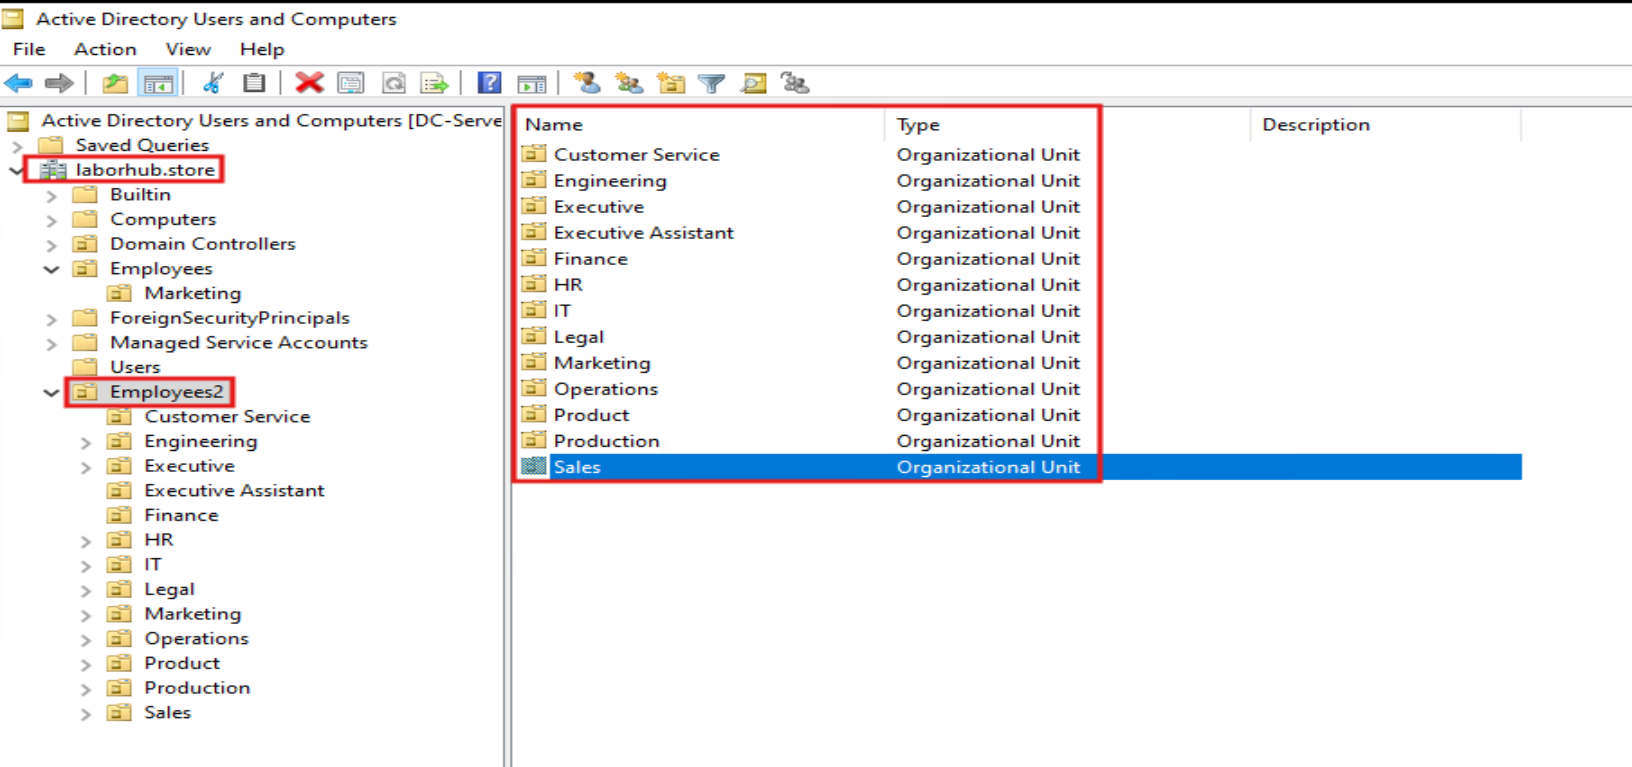 Active Directory Users and Computers
File Action View Help
Active Directory Users and Computers [DC-Serve
Saved Queries
laborhub.store
Builtin
Computers
Domain Controllers
Employees
Marketing
ForeignSecurityPrincipals
Managed Service Accounts
Users
Employees2
Customer Service
Engineering
Executive
Executive Assistant
Finance
HR
IT
Legal
Marketing
Operations
Product
Production
Sales
Name Type Description
Customer Service Organizational Unit
Engineering Organizational Unit
Executive Organizational Unit
Executive Assistant Organizational Unit
Finance Organizational Unit
HR Organizational Unit
IT Organizational Unit
Legal Organizational Unit
Marketing Organizational Unit
Operations Organizational Unit
Product Organizational Unit
Production Organizational Unit
Sales Organizational Unit